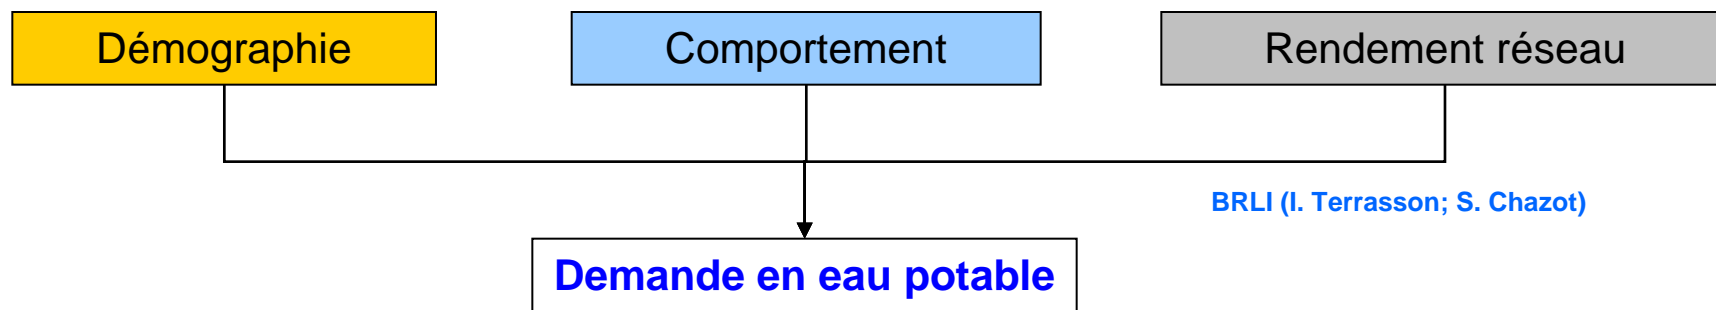 Démographie
Comportement
Rendement réseau
BRLI (I. Terrasson; S. Chazot)
Demande en eau potable